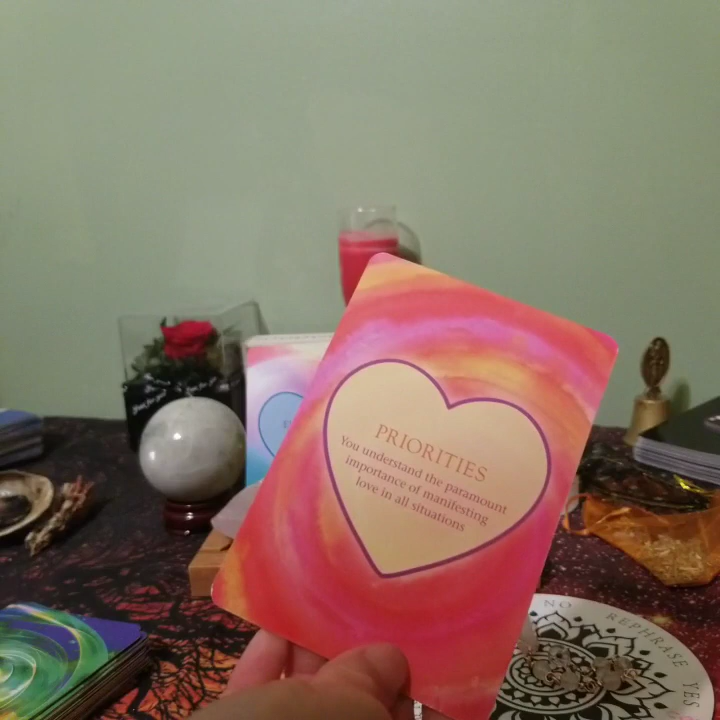 PRIORITIES
You understand the paramount
importance of manifesting
love in all situations
NO
REPHRASE
YES